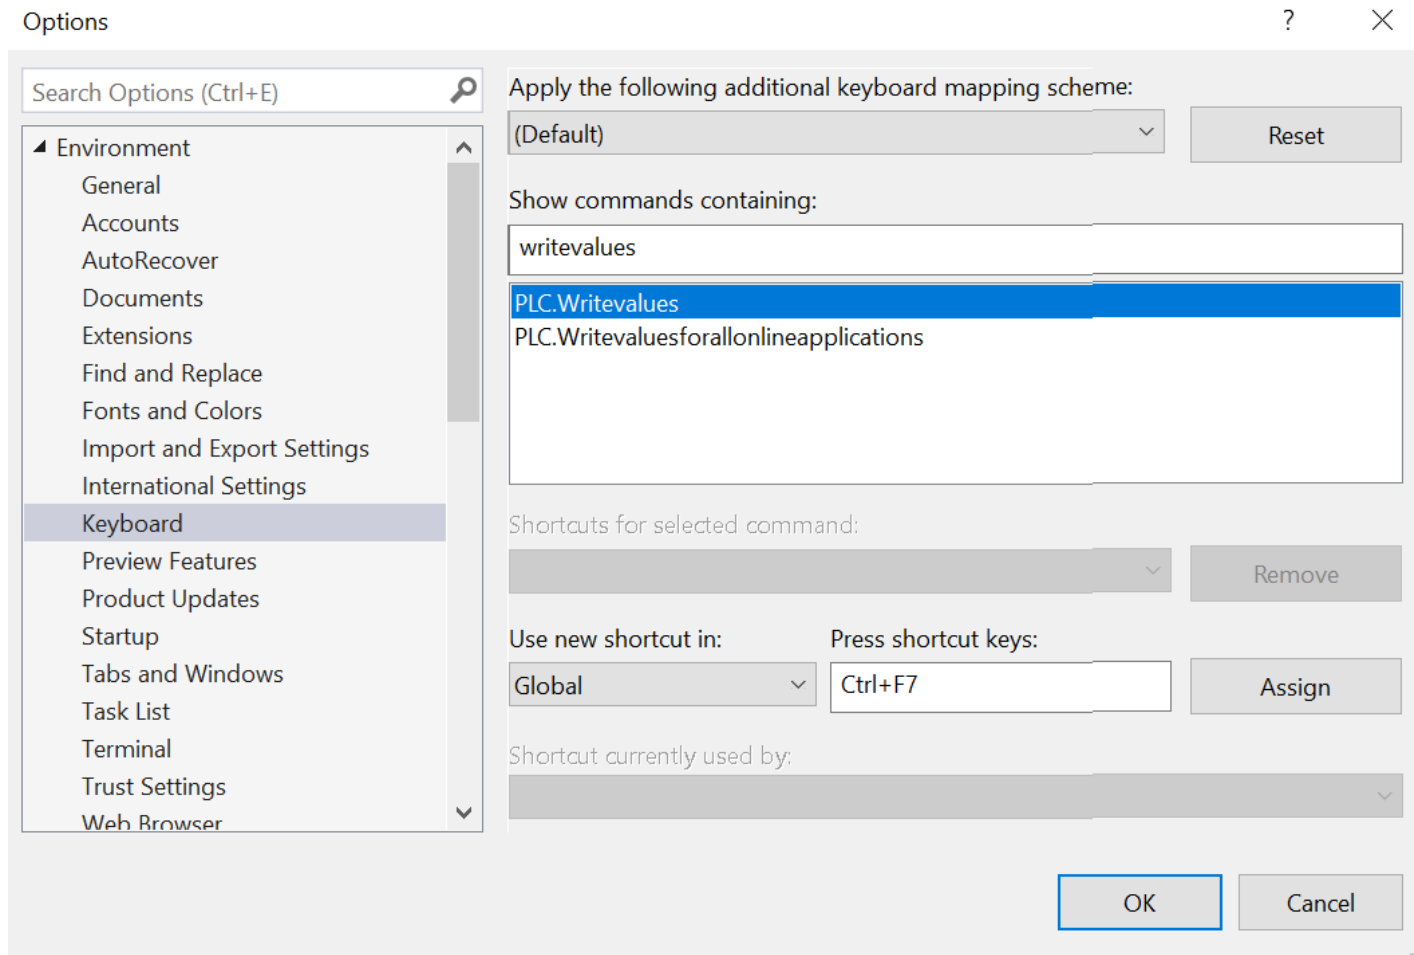 Options
?
Search Options (Ctrl+E)
Environment
General
Accounts
AutoRecover
Documents
Extensions
Find and Replace
Fonts and Colors
Import and Export Settings
International Settings
Keyboard
Preview Features
Product Updates
Startup
Tabs and Windows
Task List
Terminal
Trust Settings
Web Browser
Apply the following additional keyboard mapping scheme:
(Default)
Reset
Show commands containing:
writevalues
PLC.Writevalues
PLC.Writevaluesforallonlineapplications
Shortcuts for selected command:
Remove
Use new shortcut in:
Press shortcut keys:
Global
Ctrl+F7
Assign
Shortcut currently used by:
OK
Cancel